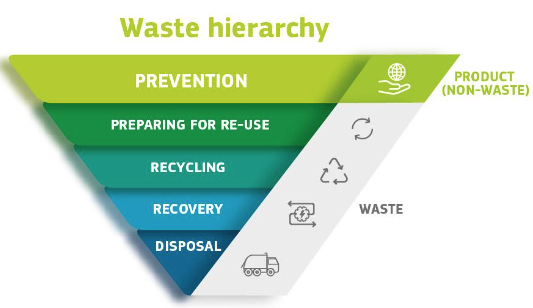 Waste hierarchy
PREVENTION
PRODUCT
(NON-WASTE)
PREPARING FOR RE-USE
RECYCLING
RECOVERY
WASTE
DISPOSAL